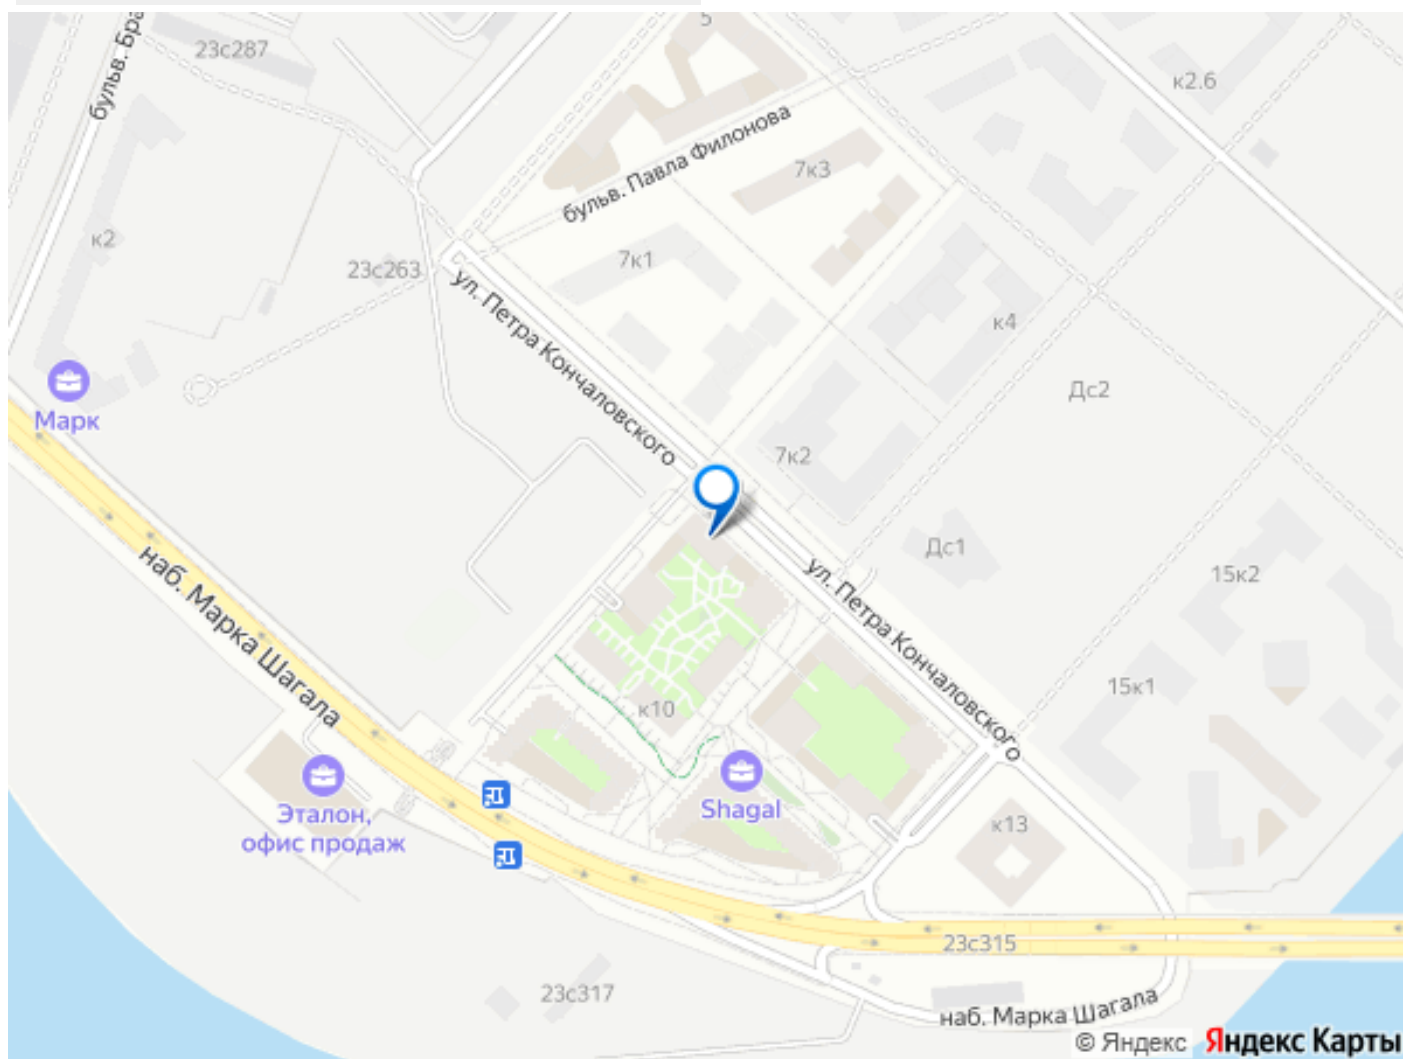 5
23с287
бульв. Бра
к2.6
бульв. Павла Филонова
7к3
к2
23с263
7к1
ул. Петра Кончаловского
к4
Марк
Дс2
7к2
Дс1
15к2
ул. Петра Кончаловского
наб. Марка Шагала
15к1
к10
Shagal
Эталон,
офис продаж
к13
23с315
23с317
наб. Марка Шагала
© Яндекс Яндекс Карты